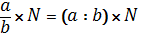 a/b × N = (a : b) × N